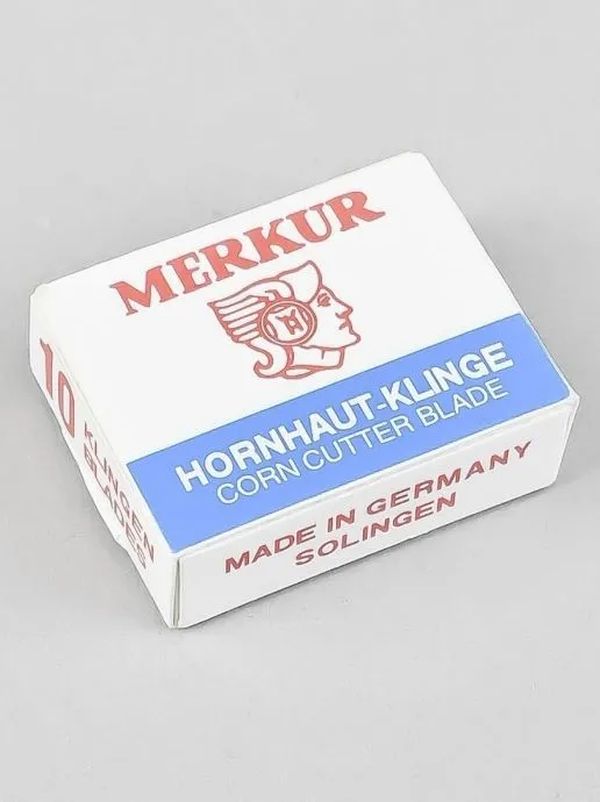 MERKUR
HORNHAUT-KLINGE
CORN CUTTER BLADE
10 KLINGEN
BLADES
MADE IN GERMANY
SOLINGEN